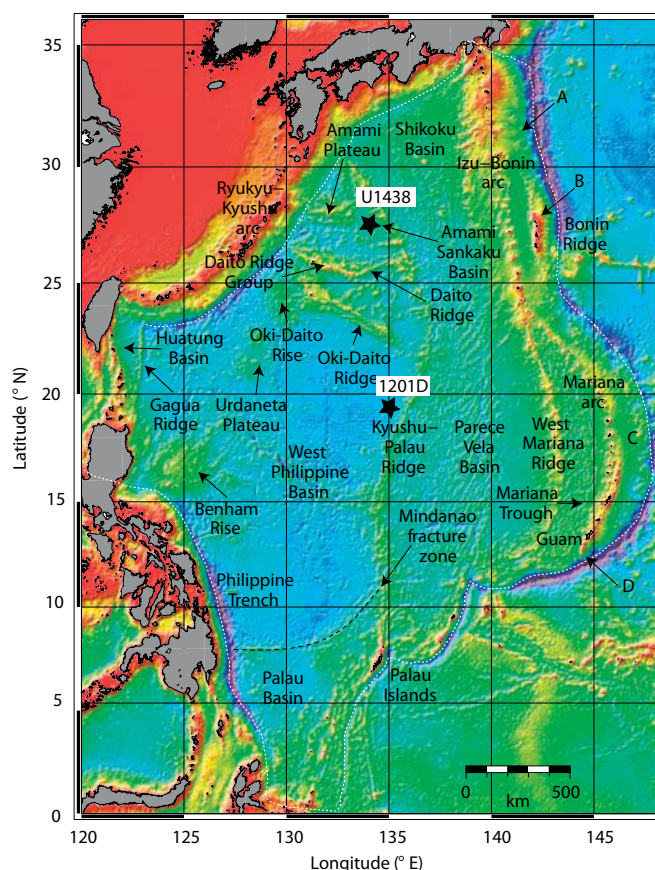 35
30
25
20
15
10
5
0
Latitude (° N)
120
125
130
135
140
145
Longitude (° E)
A
Amami
Plateau
Shikoku
Basin
Izu–Bonin
arc
B
Ryukyu–
Kyushu
arc
U1438
Bonin
Ridge
Amami
Sankaku
Basin
Daito Ridge
Group
Daito
Ridge
Huatung
Basin
Oki-Daito
Rise
Oki-Daito
Ridge
Gagua
Ridge
Urdaneta
Plateau
1201D
Mariana
arc
Kyushu–
Palau
Ridge
Parece
Vela
Basin
West
Mariana
Ridge
C
West
Philippine
Basin
Benham
Rise
Mariana
Trough
Mindanao
fracture
zone
Guam
D
Philippine
Trench
Palau
Basin
Palau
Islands
0
500
km